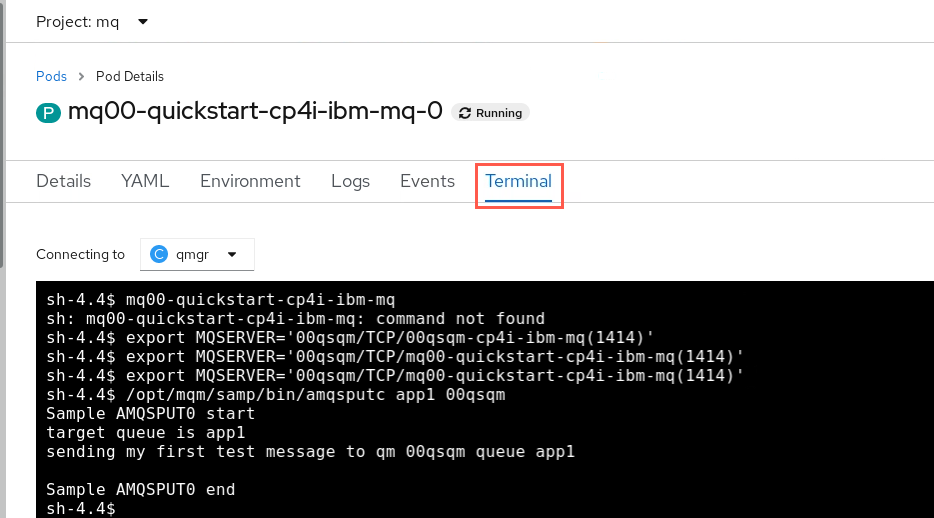 Project: mq
Pods > Pod Details
P mq00-quickstart-cp4i-ibm-mq-0 Running
Details YAML Environment Logs Events Terminal
Connecting to C qmgr
sh-4.4$ mq00-quickstart-cp4i-ibm-mq
sh: mq00-quickstart-cp4i-ibm-mq: command not found
sh-4.4$ export MQSERVER='00qsqm/TCP/00qsqm-cp4i-ibm-mq(1414)'
sh-4.4$ export MQSERVER='00qsqm/TCP/mq00-quickstart-cp4i-ibm-mq(1414)'
sh-4.4$ export MQSERVER='00qsqm/TCP/mq00-quickstart-cp4i-ibm-mq(1414)'
sh-4.4$ /opt/mqm/samp/bin/amqsputc app1 00qsqm
Sample AMQSPUT0 start
target queue is app1
sending my first test message to qm 00qsqm queue app1
Sample AMQSPUT0 end
sh-4.4$